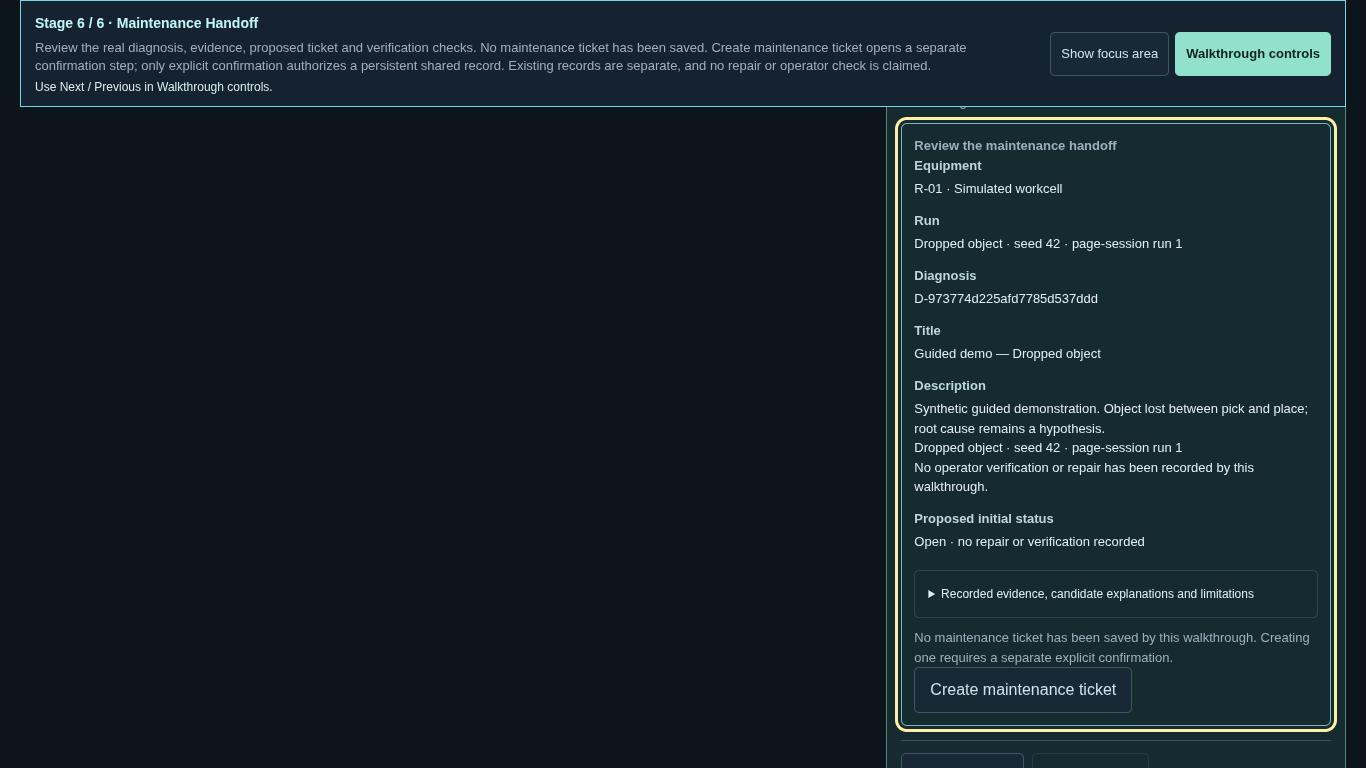 Stage 6 / 6 · Maintenance Handoff
Review the real diagnosis, evidence, proposed ticket and verification checks. No maintenance ticket has been saved. Create maintenance ticket opens a separate
confirmation step; only explicit confirmation authorizes a persistent shared record. Existing records are separate, and no repair or operator check is claimed.
Use Next / Previous in Walkthrough controls.
Show focus area
Walkthrough controls
Review the maintenance handoff
Equipment
R-01 · Simulated workcell
Run
Dropped object · seed 42 · page-session run 1
Diagnosis
D-973774d225afd7785d537ddd
Title
Guided demo — Dropped object
Description
Synthetic guided demonstration. Object lost between pick and place;
root cause remains a hypothesis.
Dropped object · seed 42 · page-session run 1
No operator verification or repair has been recorded by this
walkthrough.
Proposed initial status
Open · no repair or verification recorded
Recorded evidence, candidate explanations and limitations
No maintenance ticket has been saved by this walkthrough. Creating
one requires a separate explicit confirmation.
Create maintenance ticket